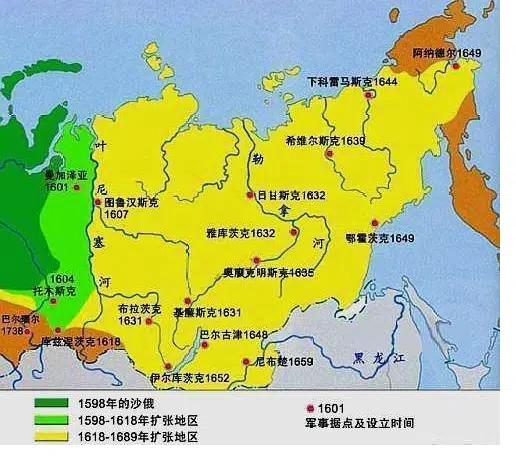 阿纳德尔1649
下科雷马斯克1644
希维尔斯克1639
叶
尼
塞
河
曼加泽亚
1601
图鲁汉斯克
1607
勒
拿
河
日甘斯克1632
雅库茨克1632
鄂霍茨克1649
奥廖克明斯克1635
1604
托木斯克
巴尔瑙尔
1738
库兹涅茨克1618
布拉茨克
1631
基廉斯克1631
巴尔古津1648
伊尔库茨克1652
尼布楚1659
黑龙江
1598年的沙俄
1598-1618年扩张地区
1618-1689年扩张地区
1601
军事据点及设立时间